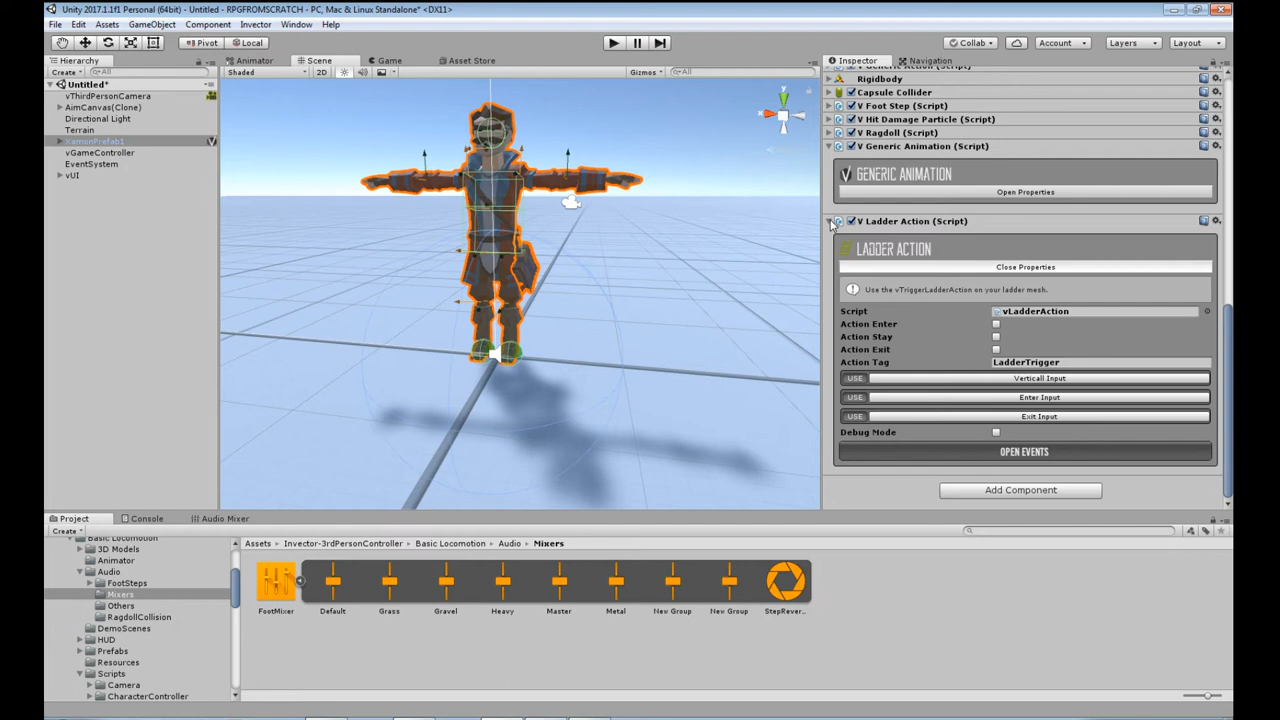 Unity 2017.1.1f1 Personal (64bit) - Untitled - RPGFROMSCRATCH - PC, Mac & Linux Standalone* <DX11>
File Edit Assets GameObject Component Invector Window Help
Pivot Local Collab Account Layers Layout
Hierarchy Animator Scene Game Asset Store Inspector Navigation
Create All Shaded 2D Gizmos All
Untitled*
vThirdPersonCamera
AimCanvas(Clone)
Directional Light
Terrain
XamonPrefab1
vGameController
EventSystem
vUI
y
x
Rigidbody
Capsule Collider
V Foot Step (Script)
V Hit Damage Particle (Script)
V Ragdoll (Script)
V Generic Animation (Script)
GENERIC ANIMATION
Open Properties
V Ladder Action (Script)
LADDER ACTION
Close Properties
Use the vTriggerLadderAction on your ladder mesh.
Script vLadderAction
Action Enter
Action Stay
Action Exit
Action Tag LadderTrigger
USE Verticall Input
USE Enter Input
USE Exit Input
Debug Mode
OPEN EVENTS
Add Component
Project Console Audio Mixer
Create
Basic Locomotion
3D Models
Animator
Audio
FootSteps
Mixers
Others
RagdollCollision
DemoScenes
HUD
Prefabs
Resources
Scripts
Camera
CharacterController
Assets Invector-3rdPersonController Basic Locomotion Audio Mixers
FootMixer Default Grass Gravel Heavy Master Metal New Group New Group StepRever...